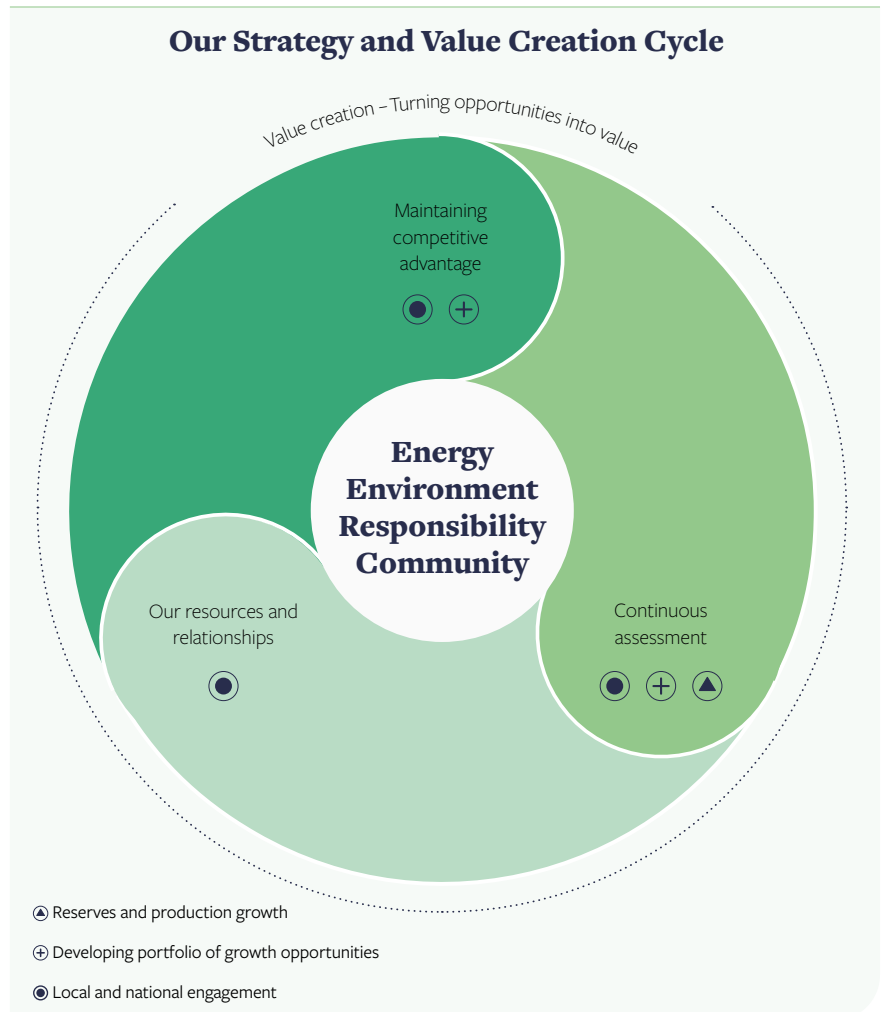 Our Strategy and Value Creation Cycle
Value creation – Turning opportunities into value
Maintaining
competitive
advantage
Energy
Environment
Responsibility
Community
Our resources and
relationships
Continuous
assessment
Reserves and production growth
Developing portfolio of growth opportunities
Local and national engagement